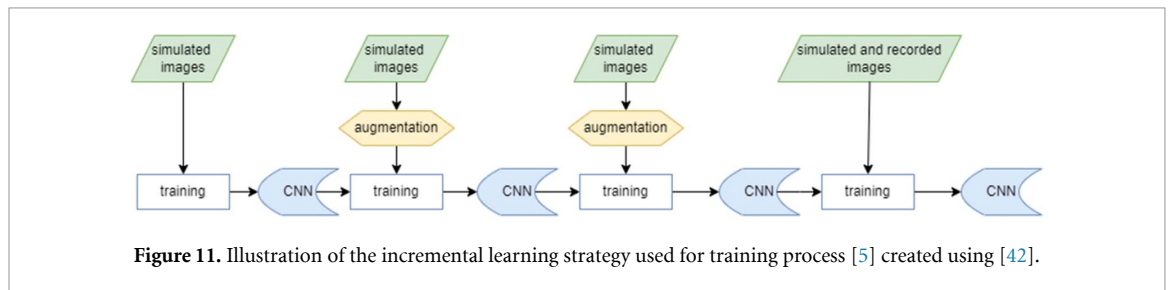 simulated
images
simulated
images
simulated
images
simulated and recorded
images
augmentation
augmentation
training
CNN
training
CNN
training
CNN
training
CNN
Figure 11. Illustration of the incremental learning strategy used for training process [5] created using [42].